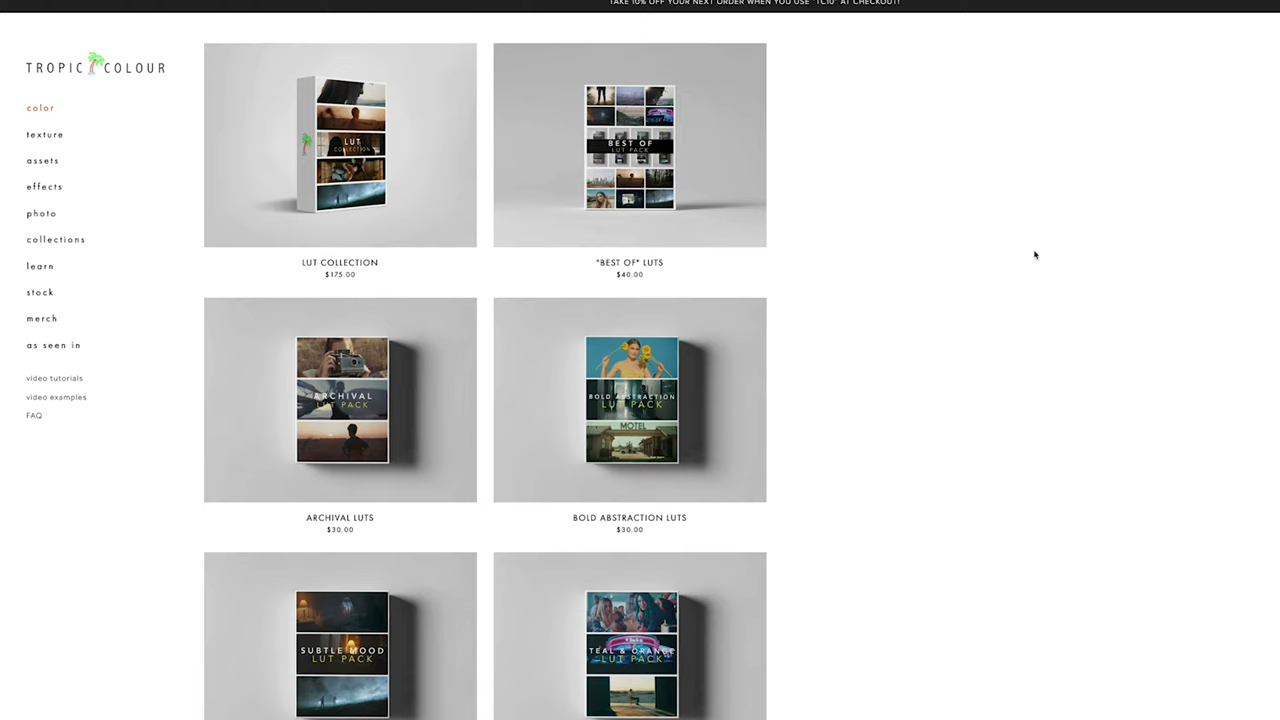 TAKE 10% OFF YOUR NEXT ORDER WHEN YOU USE "TC10" AT CHECKOUT!
TROPIC COLOUR
color
texture
assets
effects
photo
collections
learn
stock
merch
as seen in
video tutorials
video examples
FAQ
LUT
COLLECTION
LUT COLLECTION
$175.00
BEST OF
LUT PACK
"BEST OF" LUTS
$40.00
ARCHIVAL
LUT PACK
ARCHIVAL LUTS
$30.00
BOLD ABSTRACTION
LUT PACK
MOTEL
BOLD ABSTRACTION LUTS
$30.00
SUBTLE MOOD
LUT PACK
TEAL & ORANGE
LUT PACK